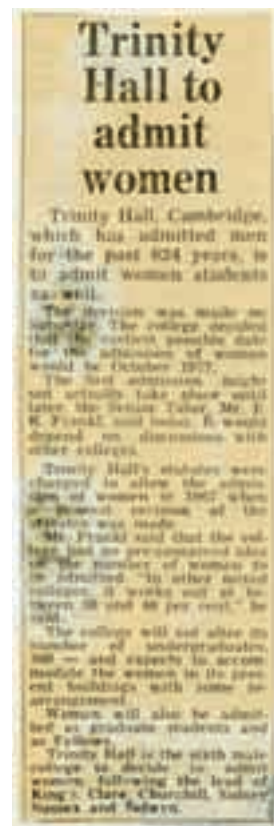 Trinity
Hall to
admit
women
Trinity Hall, Cambridge,
which has admitted men
for the past 624 years, is
to admit women students
as well.
The decision was made on
The college decided
that the earliest possible date
for the admission of women
would be October 1977.
The first admission might
not actually take place until
later, the Senior Tutor, Mr.
said today. It would
depend on discussions with
other colleges.
Trinity Hall's statutes were
changed to allow the admis-
sion of women in 1967 when
revision of the
statutes was made.
Mr. Frankl said that the col-
lege had no preconceived idea
the number of women to
be admitted. "In other mixed
colleges, it works out at be-
tween 30 and 40 per cent," he
said.
The college will not alter its
number of undergraduates,
300 — and expects to accom-
modate the women in its pres-
ent buildings with some re-
arrangement.
Women will also be admit-
ted as graduate students and
as Fellows.
Trinity Hall is the sixth male
college to decide to admit
women, following the lead of
King's, Clare, Churchill, Sidney
Sussex and Selwyn.